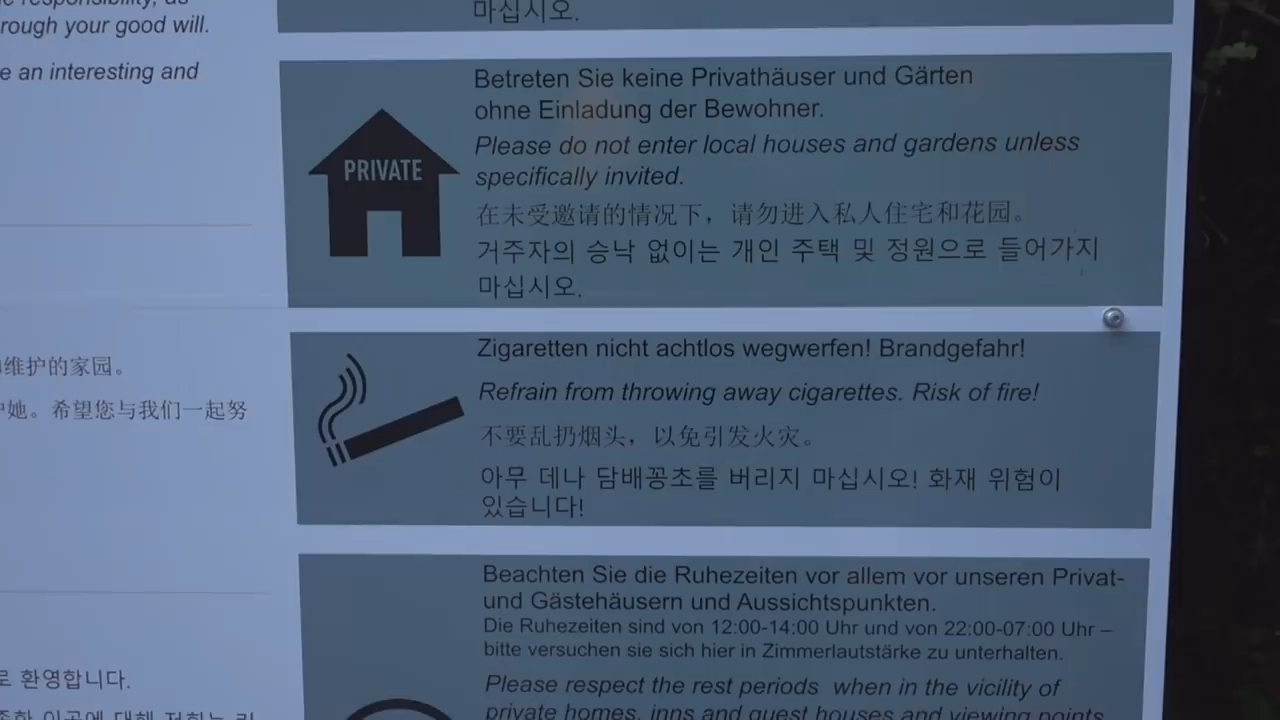 rough your good will.
e an interesting and
维护的家园。
她。希望您与我们一起努
로 환영합니다.
마십시오.
PRIVATE
Betreten Sie keine Privathäuser und Gärten
ohne Einladung der Bewohner.
Please do not enter local houses and gardens unless
specifically invited.
在未受邀请的情况下，请勿进入私人住宅和花园。
거주자의 승낙 없이는 개인 주택 및 정원으로 들어가지
마십시오.
Zigaretten nicht achtlos wegwerfen! Brandgefahr!
Refrain from throwing away cigarettes. Risk of fire!
不要乱扔烟头，以免引发火灾。
아무 데나 담배꽁초를 버리지 마십시오! 화재 위험이
있습니다!
Beachten Sie die Ruhezeiten vor allem vor unseren Privat-
und Gästehäusern und Aussichtspunkten.
Die Ruhezeiten sind von 12:00-14:00 Uhr und von 22:00-07:00 Uhr –
bitte versuchen sie sich hier in Zimmerlautstärke zu unterhalten.
Please respect the rest periods when in the vicility of
private homes, inns and guest houses and viewing points